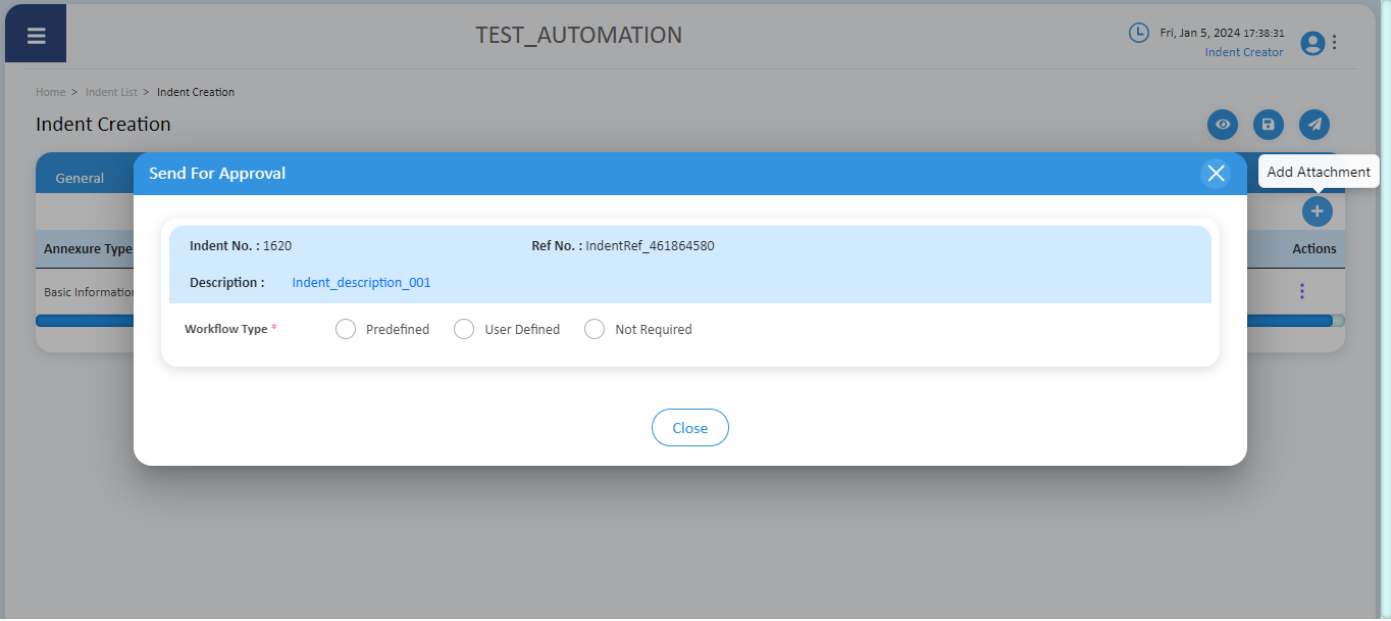 TEST_AUTOMATION
Fri, Jan 5, 2024 17:38:31
Indent Creator
Home > Indent List > Indent Creation
Indent Creation
General
Send For Approval
Add Attachment
Indent No. : 1620 Ref No. : IndentRef_461864580
Annexure Type
Actions
Description : Indent_description_001
Basic Information
Workflow Type * Predefined User Defined Not Required
Close